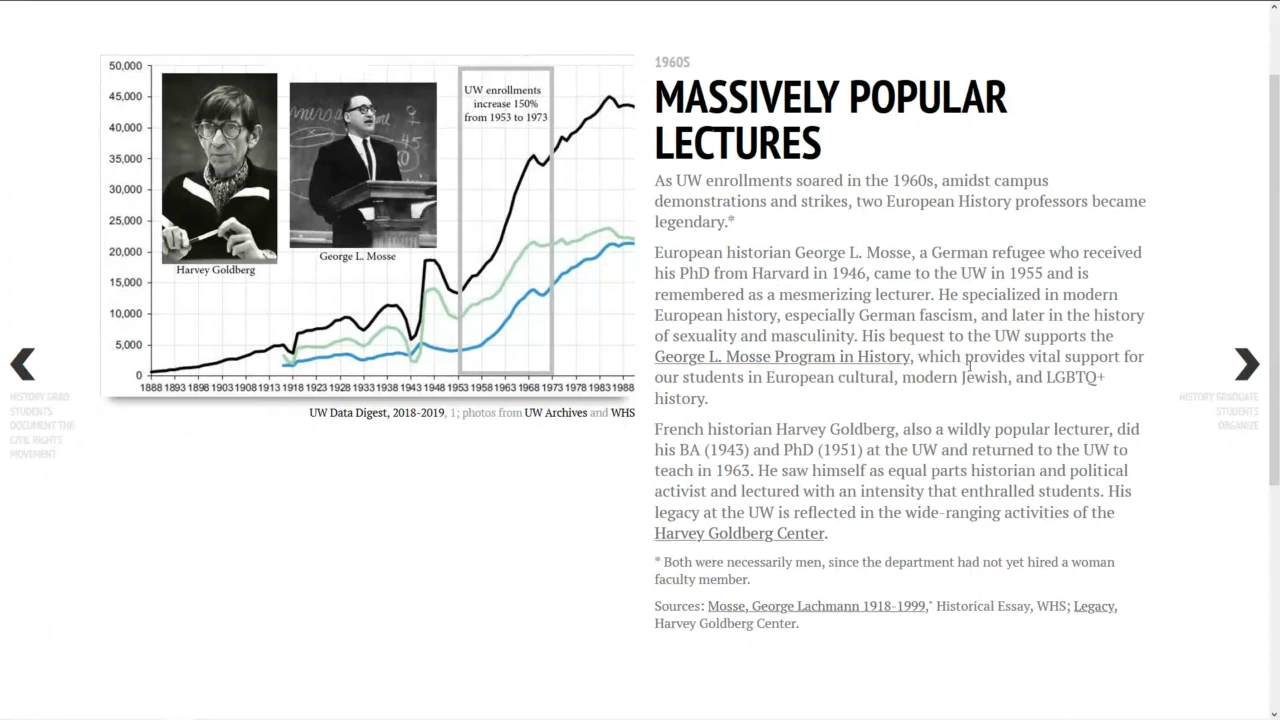 50,000
45,000
40,000
35,000
30,000
25,000
20,000
15,000
10,000
5,000
0
1888 1893 1898 1903 1908 1913 1918 1923 1928 1933 1938 1943 1948 1953 1958 1963 1968 1973 1978 1983 1988
UW enrollments
increase 150%
from 1953 to 1973
Harvey Goldberg
George L. Mosse
UW Data Digest, 2018-2019, 1; photos from UW Archives and WHS
1960S
MASSIVELY POPULAR
LECTURES
As UW enrollments soared in the 1960s, amidst campus
demonstrations and strikes, two European History professors became
legendary.*
European historian George L. Mosse, a German refugee who received
his PhD from Harvard in 1946, came to the UW in 1955 and is
remembered as a mesmerizing lecturer. He specialized in modern
European history, especially German fascism, and later in the history
of sexuality and masculinity. His bequest to the UW supports the
George L. Mosse Program in History, which provides vital support for
our students in European cultural, modern Jewish, and LGBTQ+
history.
French historian Harvey Goldberg, also a wildly popular lecturer, did
his BA (1943) and PhD (1951) at the UW and returned to the UW to
teach in 1963. He saw himself as equal parts historian and political
activist and lectured with an intensity that enthralled students. His
legacy at the UW is reflected in the wide-ranging activities of the
Harvey Goldberg Center.
* Both were necessarily men, since the department had not yet hired a woman
faculty member.
Sources: Mosse, George Lachmann 1918-1999," Historical Essay, WHS; Legacy,
Harvey Goldberg Center.
HISTORY GRAD
STUDENTS
DOCUMENT THE
CIVIL RIGHTS
MOVEMENT
HISTORY GRADUATE
STUDENTS
ORGANIZE